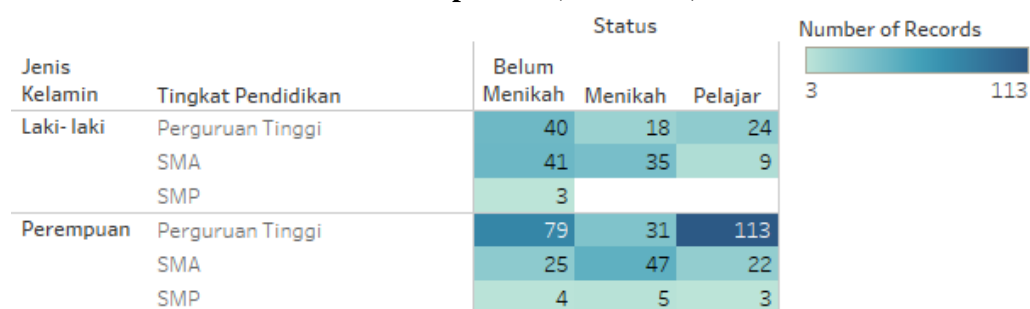 Status
Number of Records
Jenis Kelamin Tingkat Pendidikan Belum Menikah Menikah Pelajar
3 113
Laki- laki Perguruan Tinggi 40 18 24
SMA 41 35 9
SMP 3
Perempuan Perguruan Tinggi 79 31 113
SMA 25 47 22
SMP 4 5 3